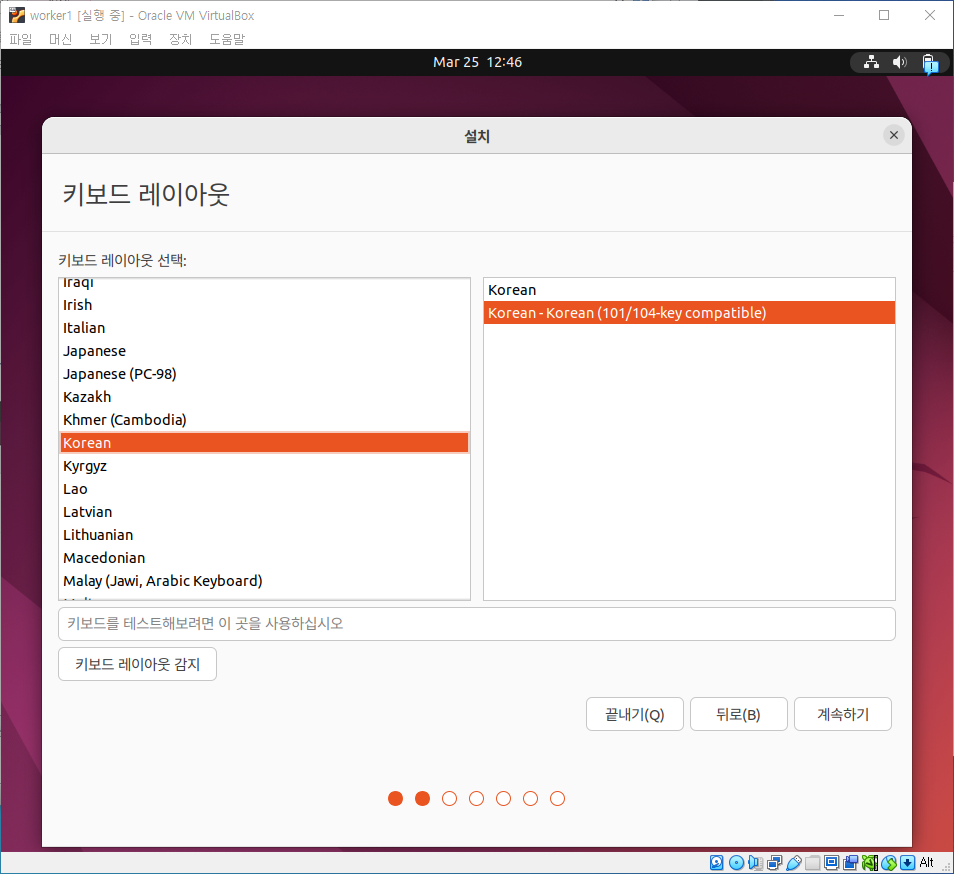 worker1 [실행 중] - Oracle VM VirtualBox
파일 머신 보기 입력 장치 도움말
Mar 25 12:46
설치
키보드 레이아웃
키보드 레이아웃 선택:
Iraqi
Irish
Italian
Japanese
Japanese (PC-98)
Kazakh
Khmer (Cambodia)
Korean
Kyrgyz
Lao
Latvian
Lithuanian
Macedonian
Malay (Jawi, Arabic Keyboard)
Korean
Korean - Korean (101/104-key compatible)
키보드를 테스트해보려면 이 곳을 사용하십시오
키보드 레이아웃 감지
끝내기(Q) 뒤로(B) 계속하기
Alt